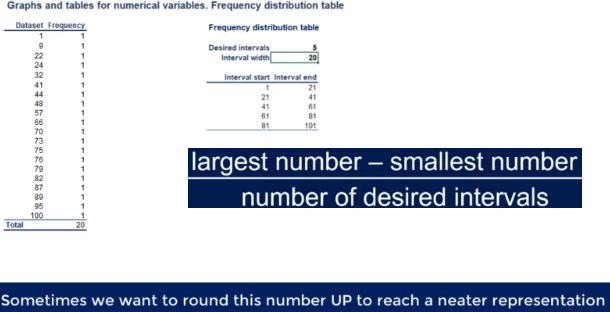 Graphs and tables for numerical variables. Frequency distribution table
Dataset Frequency
1 1
9 1
22 1
24 1
32 1
41 1
44 1
48 1
57 1
66 1
70 1
73 1
75 1
76 1
79 1
82 1
87 1
89 1
95 1
100 1
Total 20
Frequency distribution table
Desired intervals 5
Interval width 20
Interval start Interval end
1 21
21 41
41 61
61 81
81 101
largest number – smallest number
number of desired intervals
Sometimes we want to round this number UP to reach a neater representation